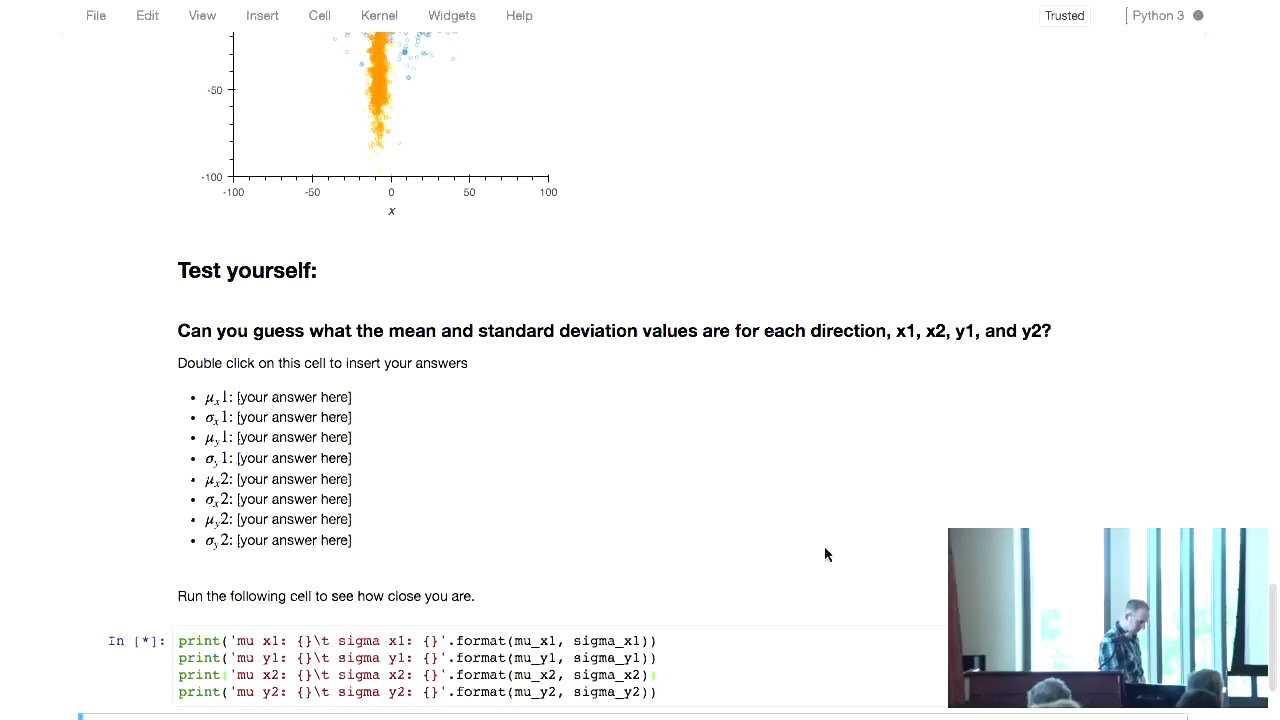 File Edit View Insert Cell Kernel Widgets Help Trusted Python 3
-50
-100
-100 -50 0 50 100
x
Test yourself:
Can you guess what the mean and standard deviation values are for each direction, x1, x2, y1, and y2?
Double click on this cell to insert your answers
• μx1: [your answer here]
• σx1: [your answer here]
• μy1: [your answer here]
• σy1: [your answer here]
• μx2: [your answer here]
• σx2: [your answer here]
• μy2: [your answer here]
• σy2: [your answer here]
Run the following cell to see how close you are.
In [*]: print('mu x1: {}\t sigma x1: {}'.format(mu_x1, sigma_x1))
print('mu y1: {}\t sigma y1: {}'.format(mu_y1, sigma_y1))
print('mu x2: {}\t sigma x2: {}'.format(mu_x2, sigma_x2))
print('mu y2: {}\t sigma y2: {}'.format(mu_y2, sigma_y2))